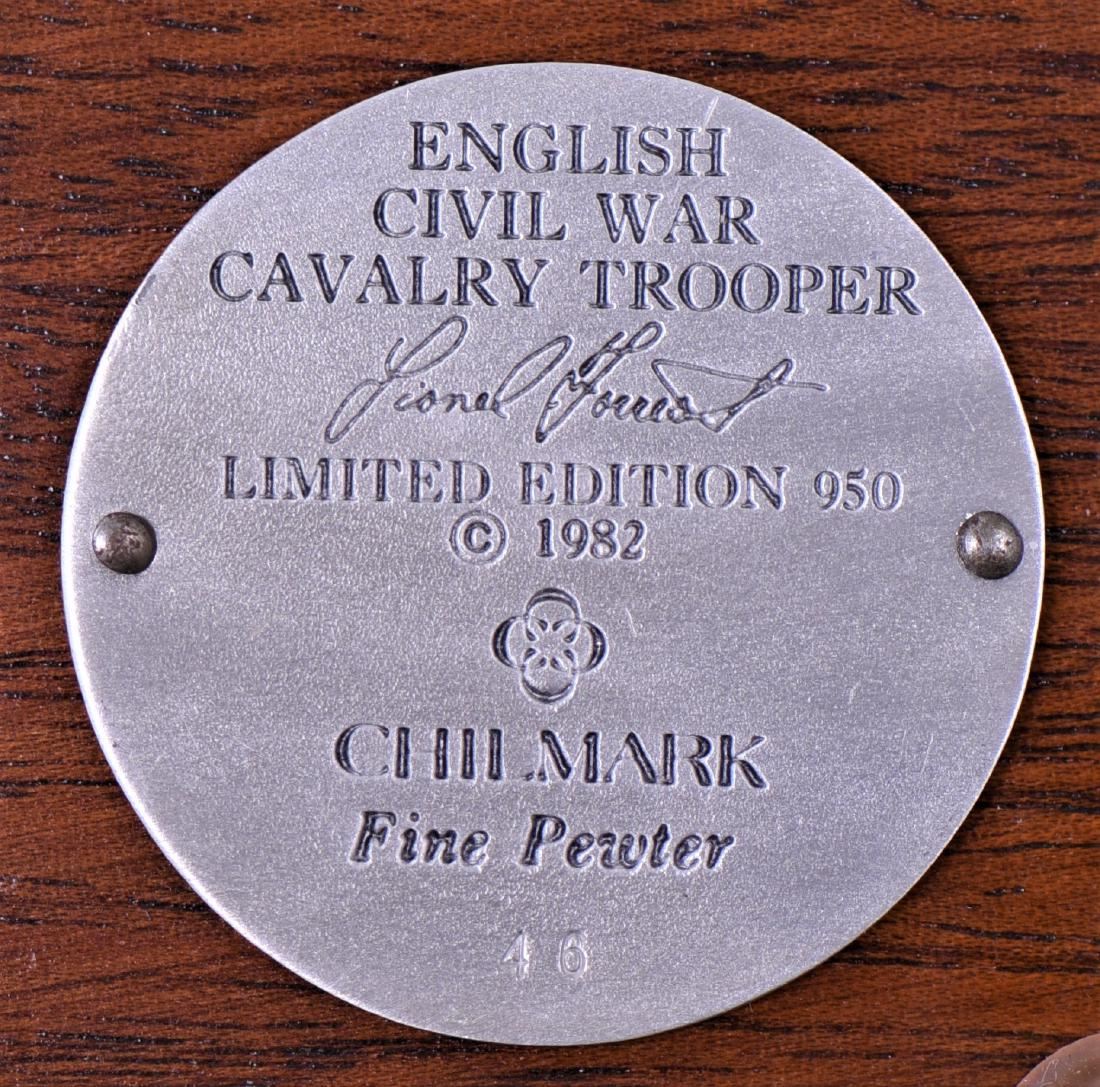 ENGLISH
CIVIL WAR
CAVALRY TROOPER
Lionel Forrest
LIMITED EDITION 950
© 1982
CHILMARK
Fine Pewter
46